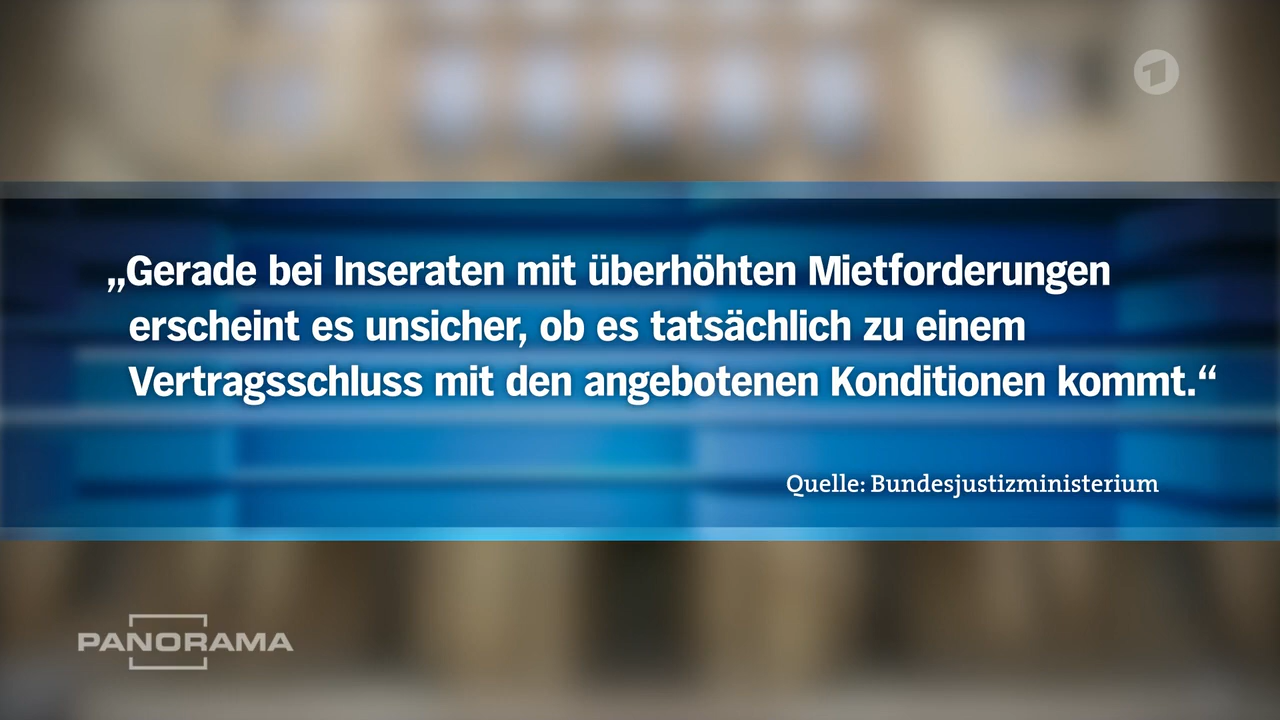 „Gerade bei Inseraten mit überhöhten Mietforderungen
erscheint es unsicher, ob es tatsächlich zu einem
Vertragsschluss mit den angebotenen Konditionen kommt.“
Quelle: Bundesjustizministerium
PANORAMA
1